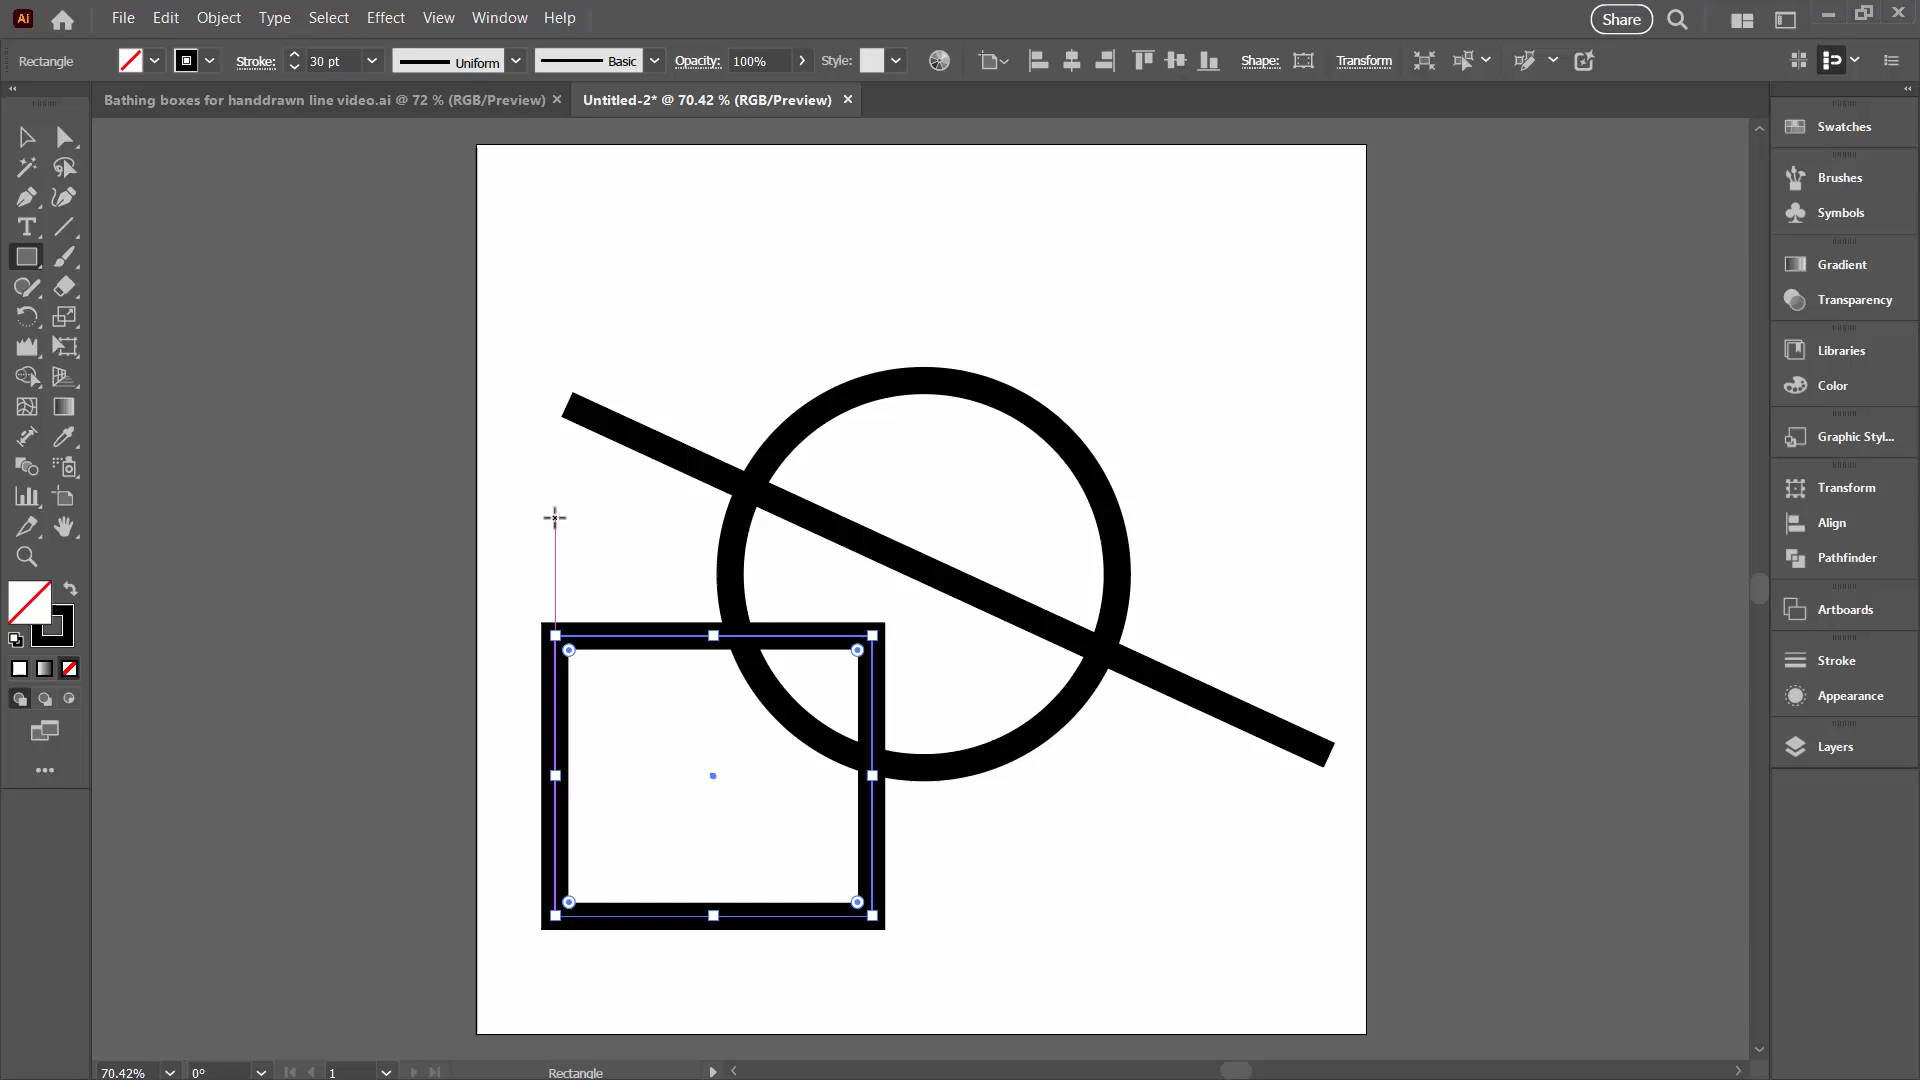 Ai File Edit Object Type Select Effect View Window Help Share
Rectangle Stroke: 30 pt Uniform Basic Opacity: 100% Style: Shape: Transform
Bathing boxes for handdrawn line video.ai @ 72 % (RGB/Preview) Untitled-2* @ 70.42 % (RGB/Preview)
Swatches
Brushes
Symbols
Gradient
Transparency
Libraries
Color
Graphic Styl...
Transform
Align
Pathfinder
Artboards
Stroke
Appearance
Layers
70.42% 0° 1 Rectangle